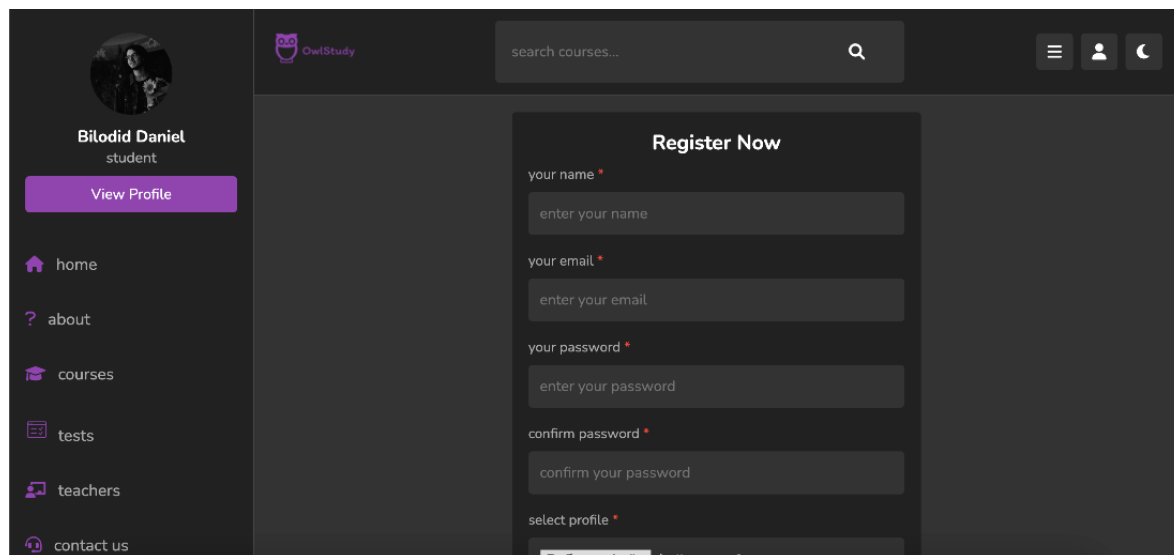 Bilodid Daniel
student
View Profile
home
about
courses
tests
teachers
contact us
OwlStudy
search courses...
Register Now
your name *
enter your name
your email *
enter your email
your password *
enter your password
confirm password *
confirm your password
select profile *